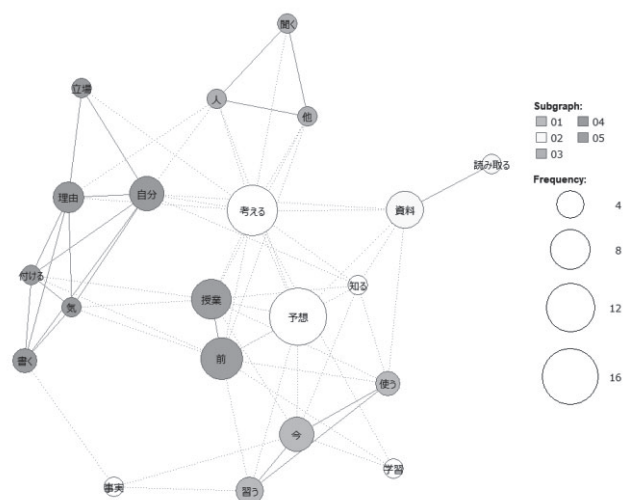 聞く
立場
人
他
読み取る
理由
自分
考える
資料
付ける
気
授業
知る
予想
書く
前
使う
今
学習
事実
習う
Subgraph:
01 04
02 05
03
Frequency:
4
8
12
16